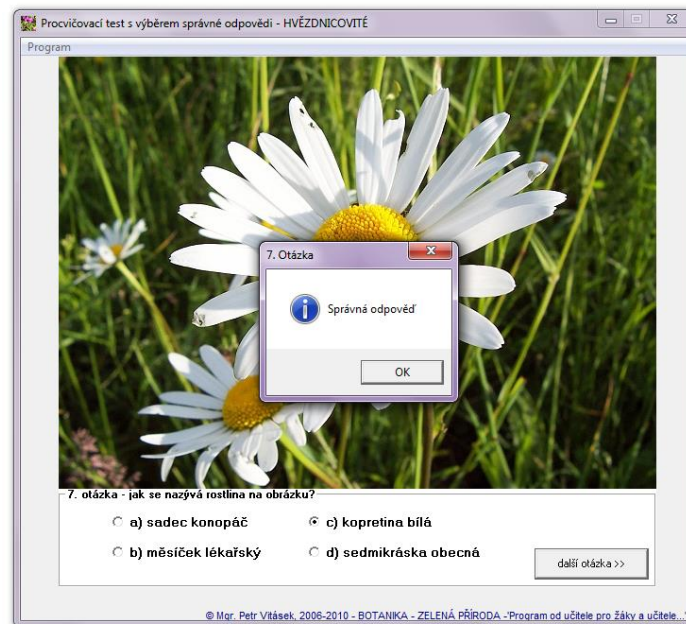 Procvičovací test s výběrem správné odpovědi - HVĚZDNICOVITÉ
Program
7. Otázka
Správná odpověď
OK
7. otázka - jak se nazývá rostlina na obrázku?
a) sadec konopáč
c) kopretina bílá
b) měsíček lékařský
d) sedmikráska obecná
další otázka >>
© Mgr. Petr Vitásek, 2006-2010 - BOTANIKA - ZELENÁ PŘÍRODA -'Program od učitele pro žáky a učitele...'